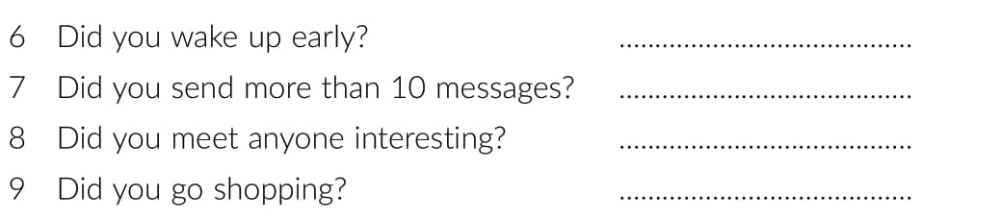 6 Did you wake up early? ........................................
7 Did you send more than 10 messages? ........................................
8 Did you meet anyone interesting? ........................................
9 Did you go shopping? ........................................